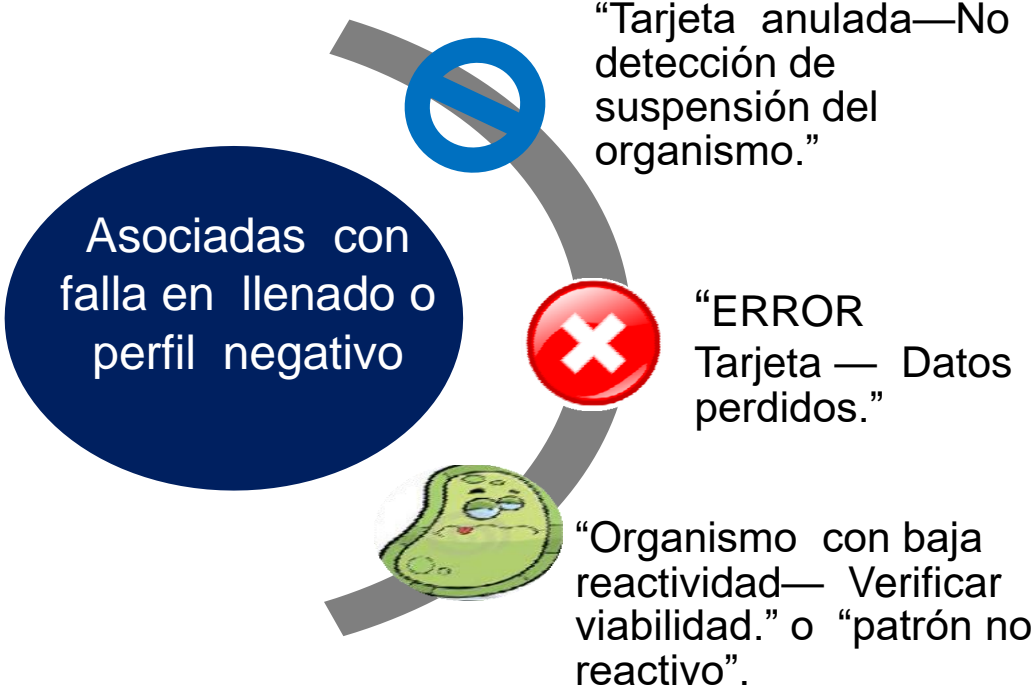 Asociadas con
falla en llenado o
perfil negativo
“Tarjeta anulada—No
detección de
suspensión del
organismo.”
“ERROR
Tarjeta — Datos
perdidos.”
“Organismo con baja
reactividad— Verificar
viabilidad.” o “patrón no
reactivo”.